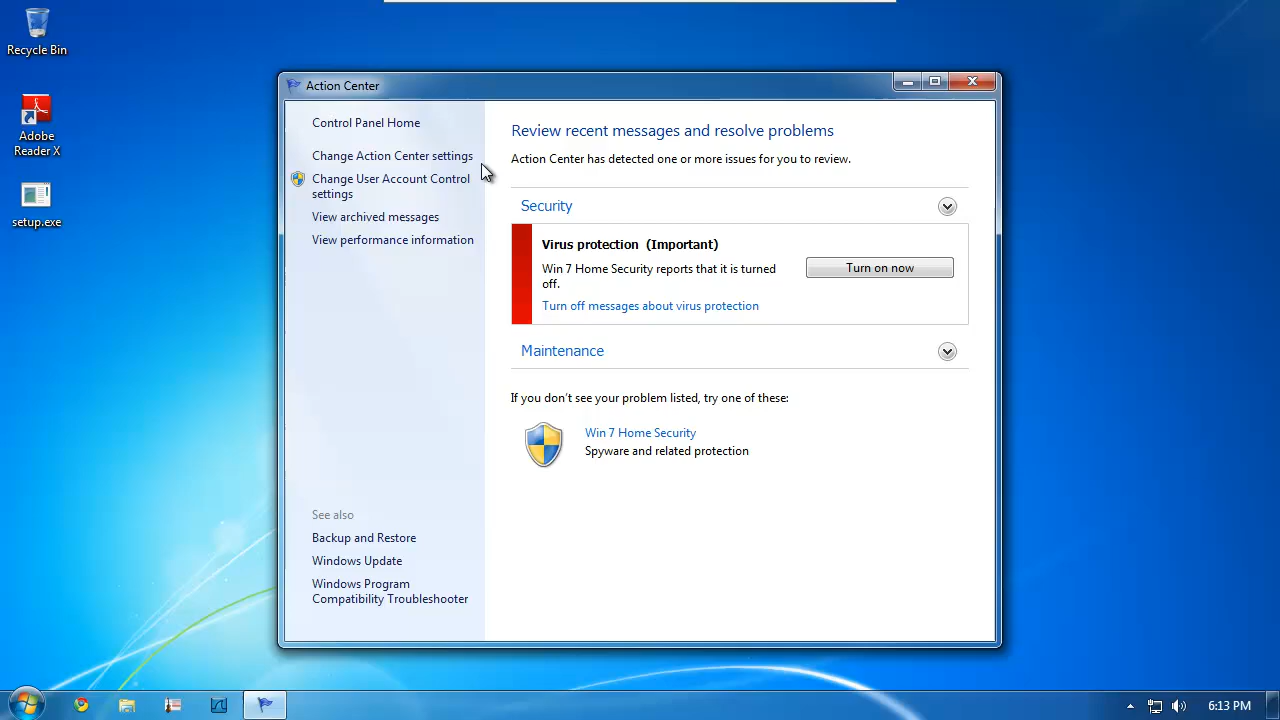 Recycle Bin
Adobe
Reader X
setup.exe
Action Center
Control Panel Home
Change Action Center settings
Change User Account Control
settings
View archived messages
View performance information
See also
Backup and Restore
Windows Update
Windows Program
Compatibility Troubleshooter
Review recent messages and resolve problems
Action Center has detected one or more issues for you to review.
Security
Virus protection (Important)
Win 7 Home Security reports that it is turned
off.
Turn on now
Turn off messages about virus protection
Maintenance
If you don't see your problem listed, try one of these:
Win 7 Home Security
Spyware and related protection
6:13 PM